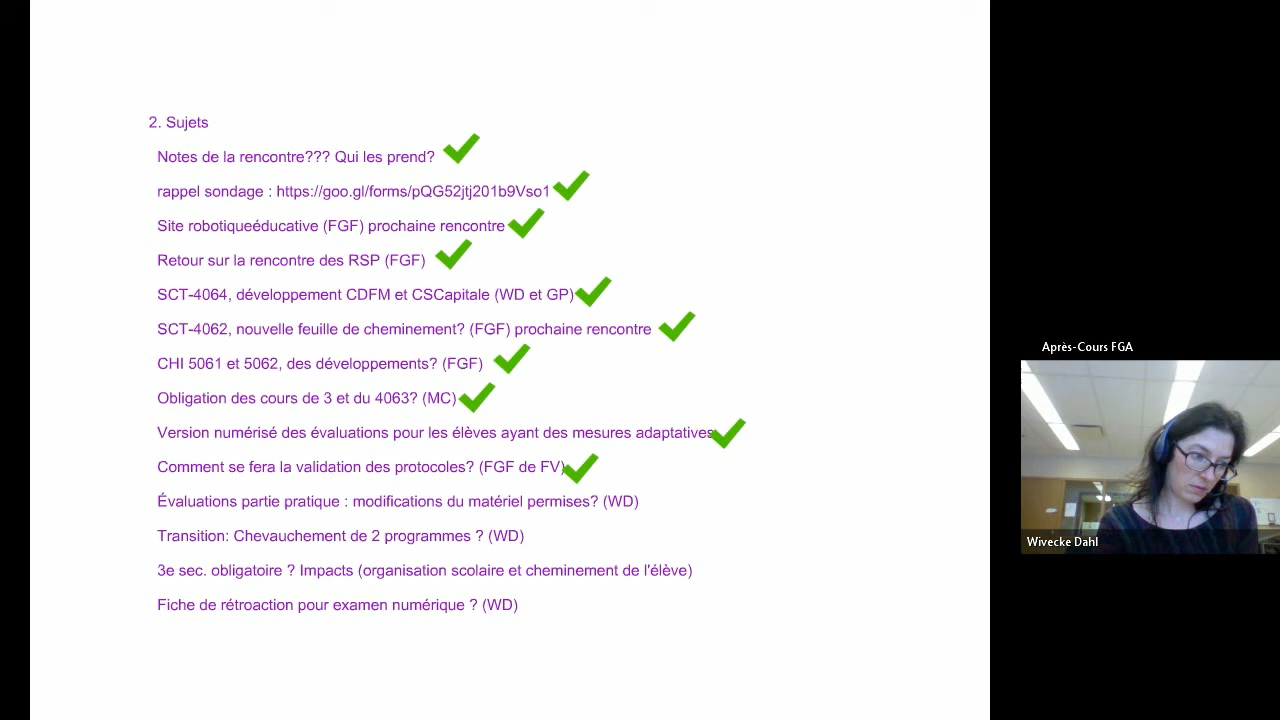 2. Sujets
Notes de la rencontre??? Qui les prend?
rappel sondage : https://goo.gl/forms/pQG52jtj201b9Vso1
Site robotiqueéducative (FGF) prochaine rencontre
Retour sur la rencontre des RSP (FGF)
SCT-4064, développement CDFM et CSCapitale (WD et GP)
SCT-4062, nouvelle feuille de cheminement? (FGF) prochaine rencontre
CHI 5061 et 5062, des développements? (FGF)
Obligation des cours de 3 et du 4063? (MC)
Version numérisé des évaluations pour les élèves ayant des mesures adaptatives
Comment se fera la validation des protocoles? (FGF de FV)
Évaluations partie pratique : modifications du matériel permises? (WD)
Transition: Chevauchement de 2 programmes ? (WD)
3e sec. obligatoire ? Impacts (organisation scolaire et cheminement de l'élève)
Fiche de rétroaction pour examen numérique ? (WD)
Après-Cours FGA
Wivecke Dahl